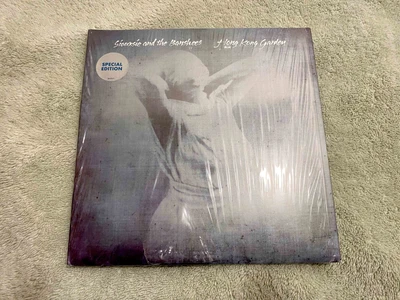 Siouxsie and the Banshees Hong Kong Garden
SPECIAL
EDITION